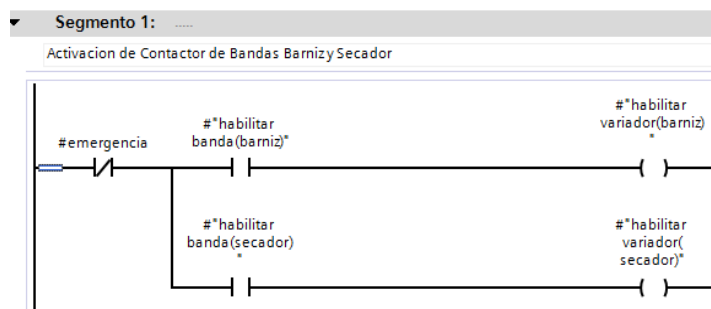 Segmento 1: .....
Activacion de Contactor de Bandas Barniz y Secador
#"habilitar
variador(barniz)
"
#"habilitar
banda(barniz)"
#emergencia
#"habilitar
banda(secador)
"
#"habilitar
variador(
secador)"